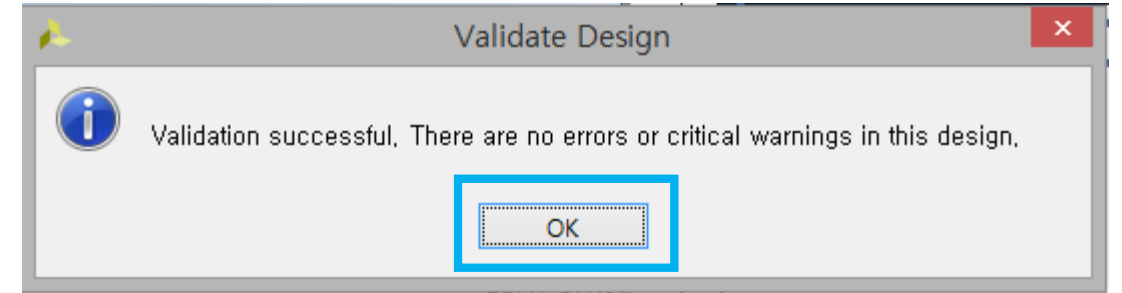 Validate Design
Validation successful, There are no errors or critical warnings in this design,
OK